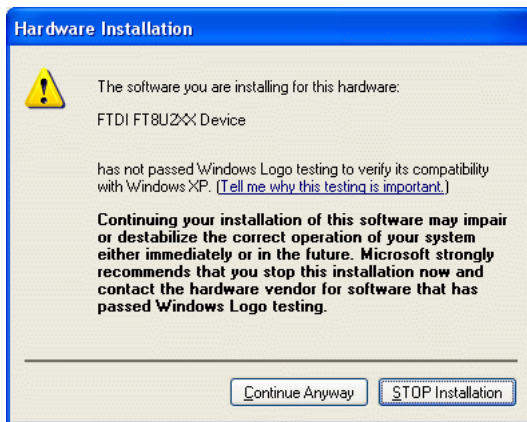 Hardware Installation
The software you are installing for this hardware:
FTDI FT8U2XX Device
has not passed Windows Logo testing to verify its compatibility
with Windows XP. (Tell me why this testing is important.)
Continuing your installation of this software may impair
or destabilize the correct operation of your system
either immediately or in the future. Microsoft strongly
recommends that you stop this installation now and
contact the hardware vendor for software that has
passed Windows Logo testing.
Continue Anyway
STOP Installation